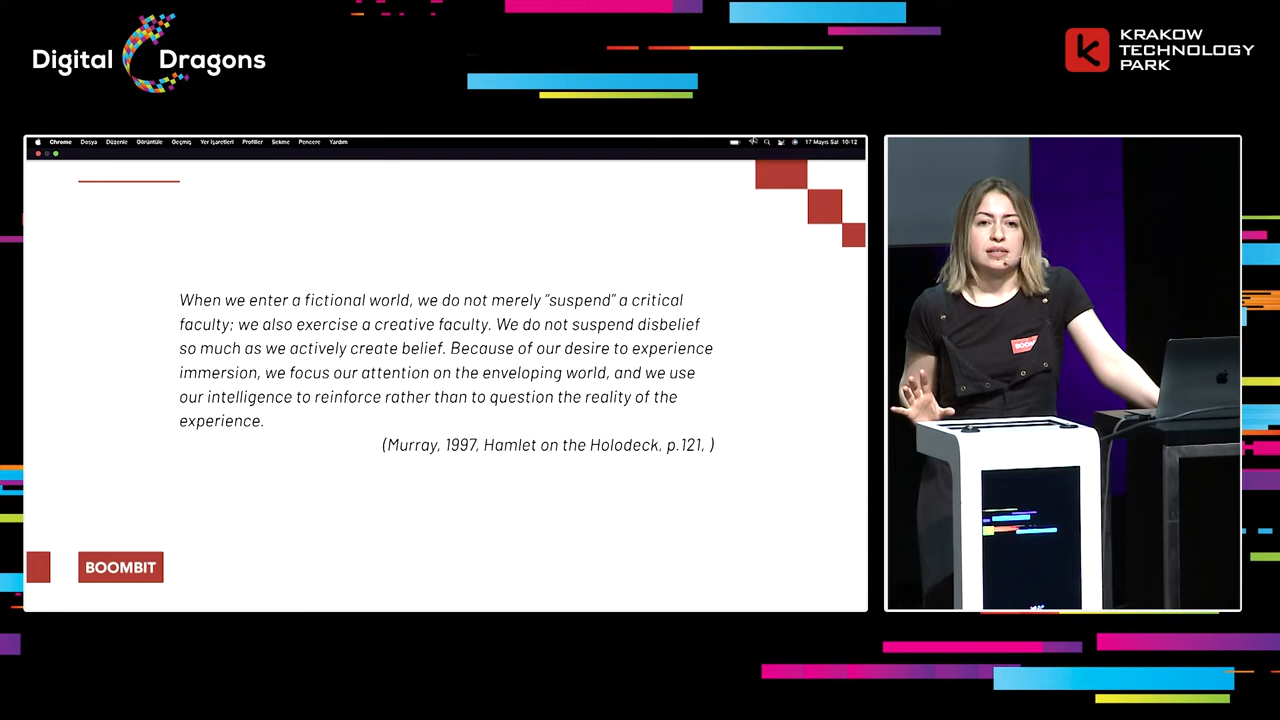 Digital Dragons
KRAKOW
TECHNOLOGY
PARK
Chrome Dosya Düzenle Görüntüle Geçmiş Yer İşaretleri Profiller Sekme Pencere Yardım
17 Mayıs Sal 10:12
When we enter a fictional world, we do not merely "suspend" a critical
faculty; we also exercise a creative faculty. We do not suspend disbelief
so much as we actively create belief. Because of our desire to experience
immersion, we focus our attention on the enveloping world, and we use
our intelligence to reinforce rather than to question the reality of the
experience.
(Murray, 1997, Hamlet on the Holodeck, p.121, )
BOOMBIT